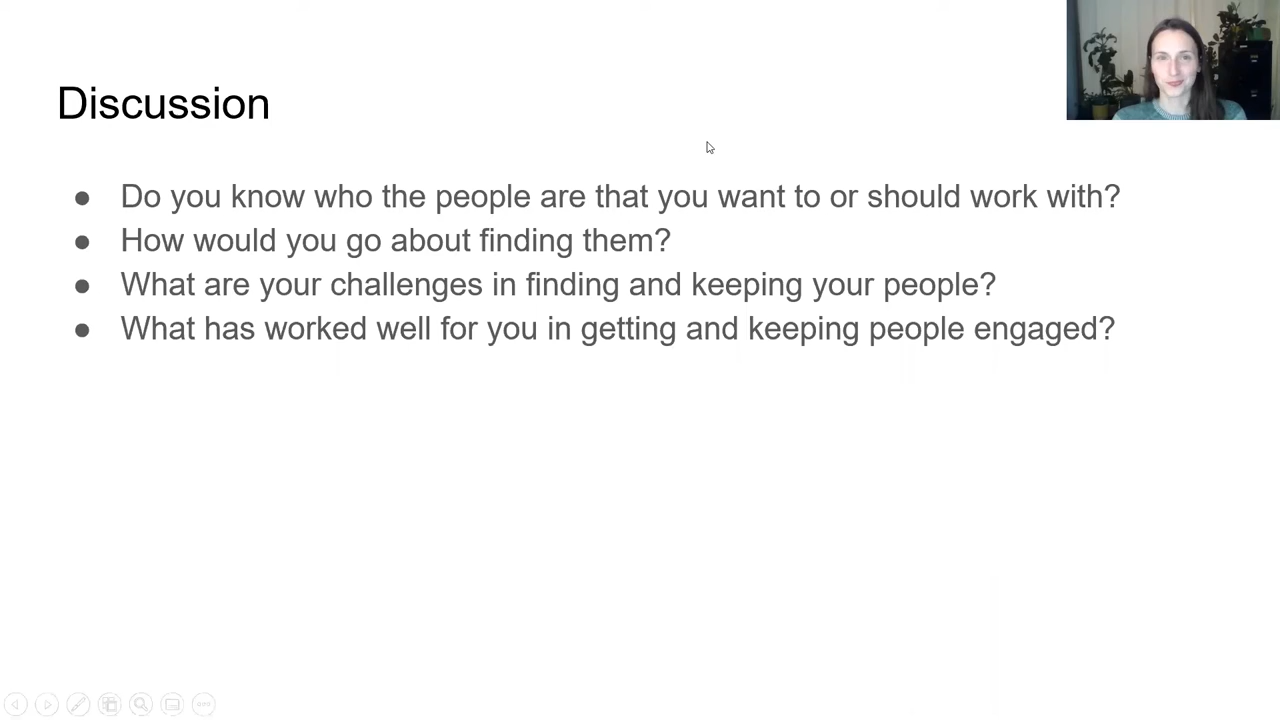 Discussion
● Do you know who the people are that you want to or should work with?
● How would you go about finding them?
● What are your challenges in finding and keeping your people?
● What has worked well for you in getting and keeping people engaged?